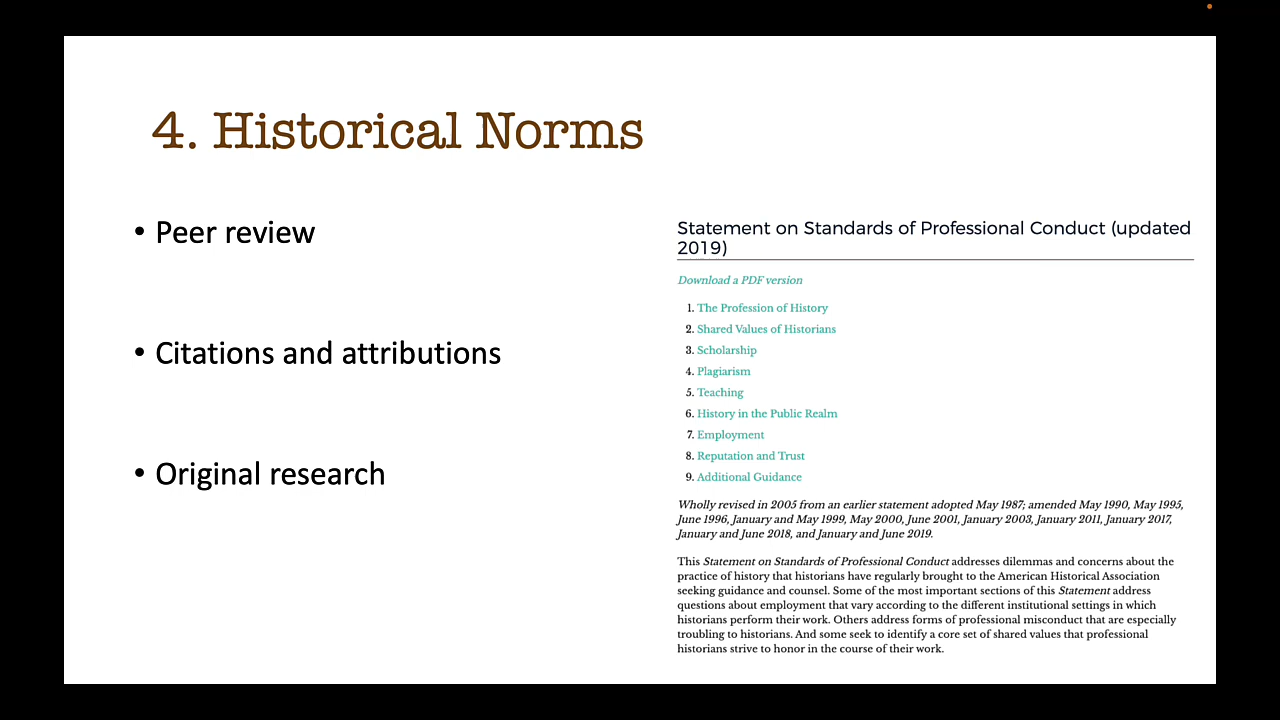 4. Historical Norms
• Peer review
• Citations and attributions
• Original research
Statement on Standards of Professional Conduct (updated
2019)
Download a PDF version
1. The Profession of History
2. Shared Values of Historians
3. Scholarship
4. Plagiarism
5. Teaching
6. History in the Public Realm
7. Employment
8. Reputation and Trust
9. Additional Guidance
Wholly revised in 2005 from an earlier statement adopted May 1987; amended May 1990, May 1995,
June 1996, January and May 1999, May 2000, June 2001, January 2003, January 2011, January 2017,
January and June 2018, and January and June 2019.
This Statement on Standards of Professional Conduct addresses dilemmas and concerns about the
practice of history that historians have regularly brought to the American Historical Association
seeking guidance and counsel. Some of the most important sections of this Statement address
questions about employment that vary according to the different institutional settings in which
historians perform their work. Others address forms of professional misconduct that are especially
troubling to historians. And some seek to identify a core set of shared values that professional
historians strive to honor in the course of their work.